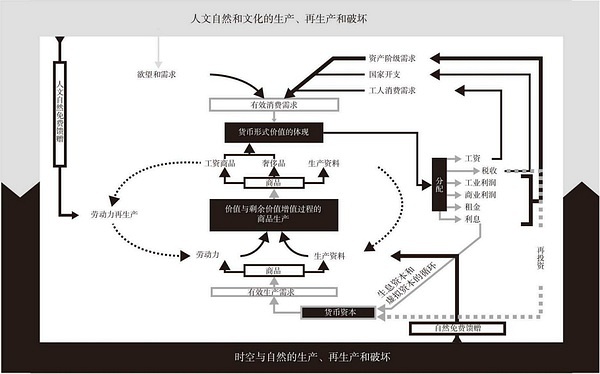 人文自然和文化的生产、再生产和破坏
人文自然免费馈赠
欲望和需求
资产阶级需求
国家开支
工人消费需求
有效消费需求
货币形式价值的体现
工资商品
奢侈品
生产资料
商品
分配
工资
税收
工业利润
商业利润
租金
利息
劳动力再生产
价值与剩余价值增值过程的
商品生产
劳动力
生产资料
商品
有效生产需求
生息资本和
虚拟资本的循环
再投资
货币资本
自然免费馈赠
时空与自然的生产、再生产和破坏